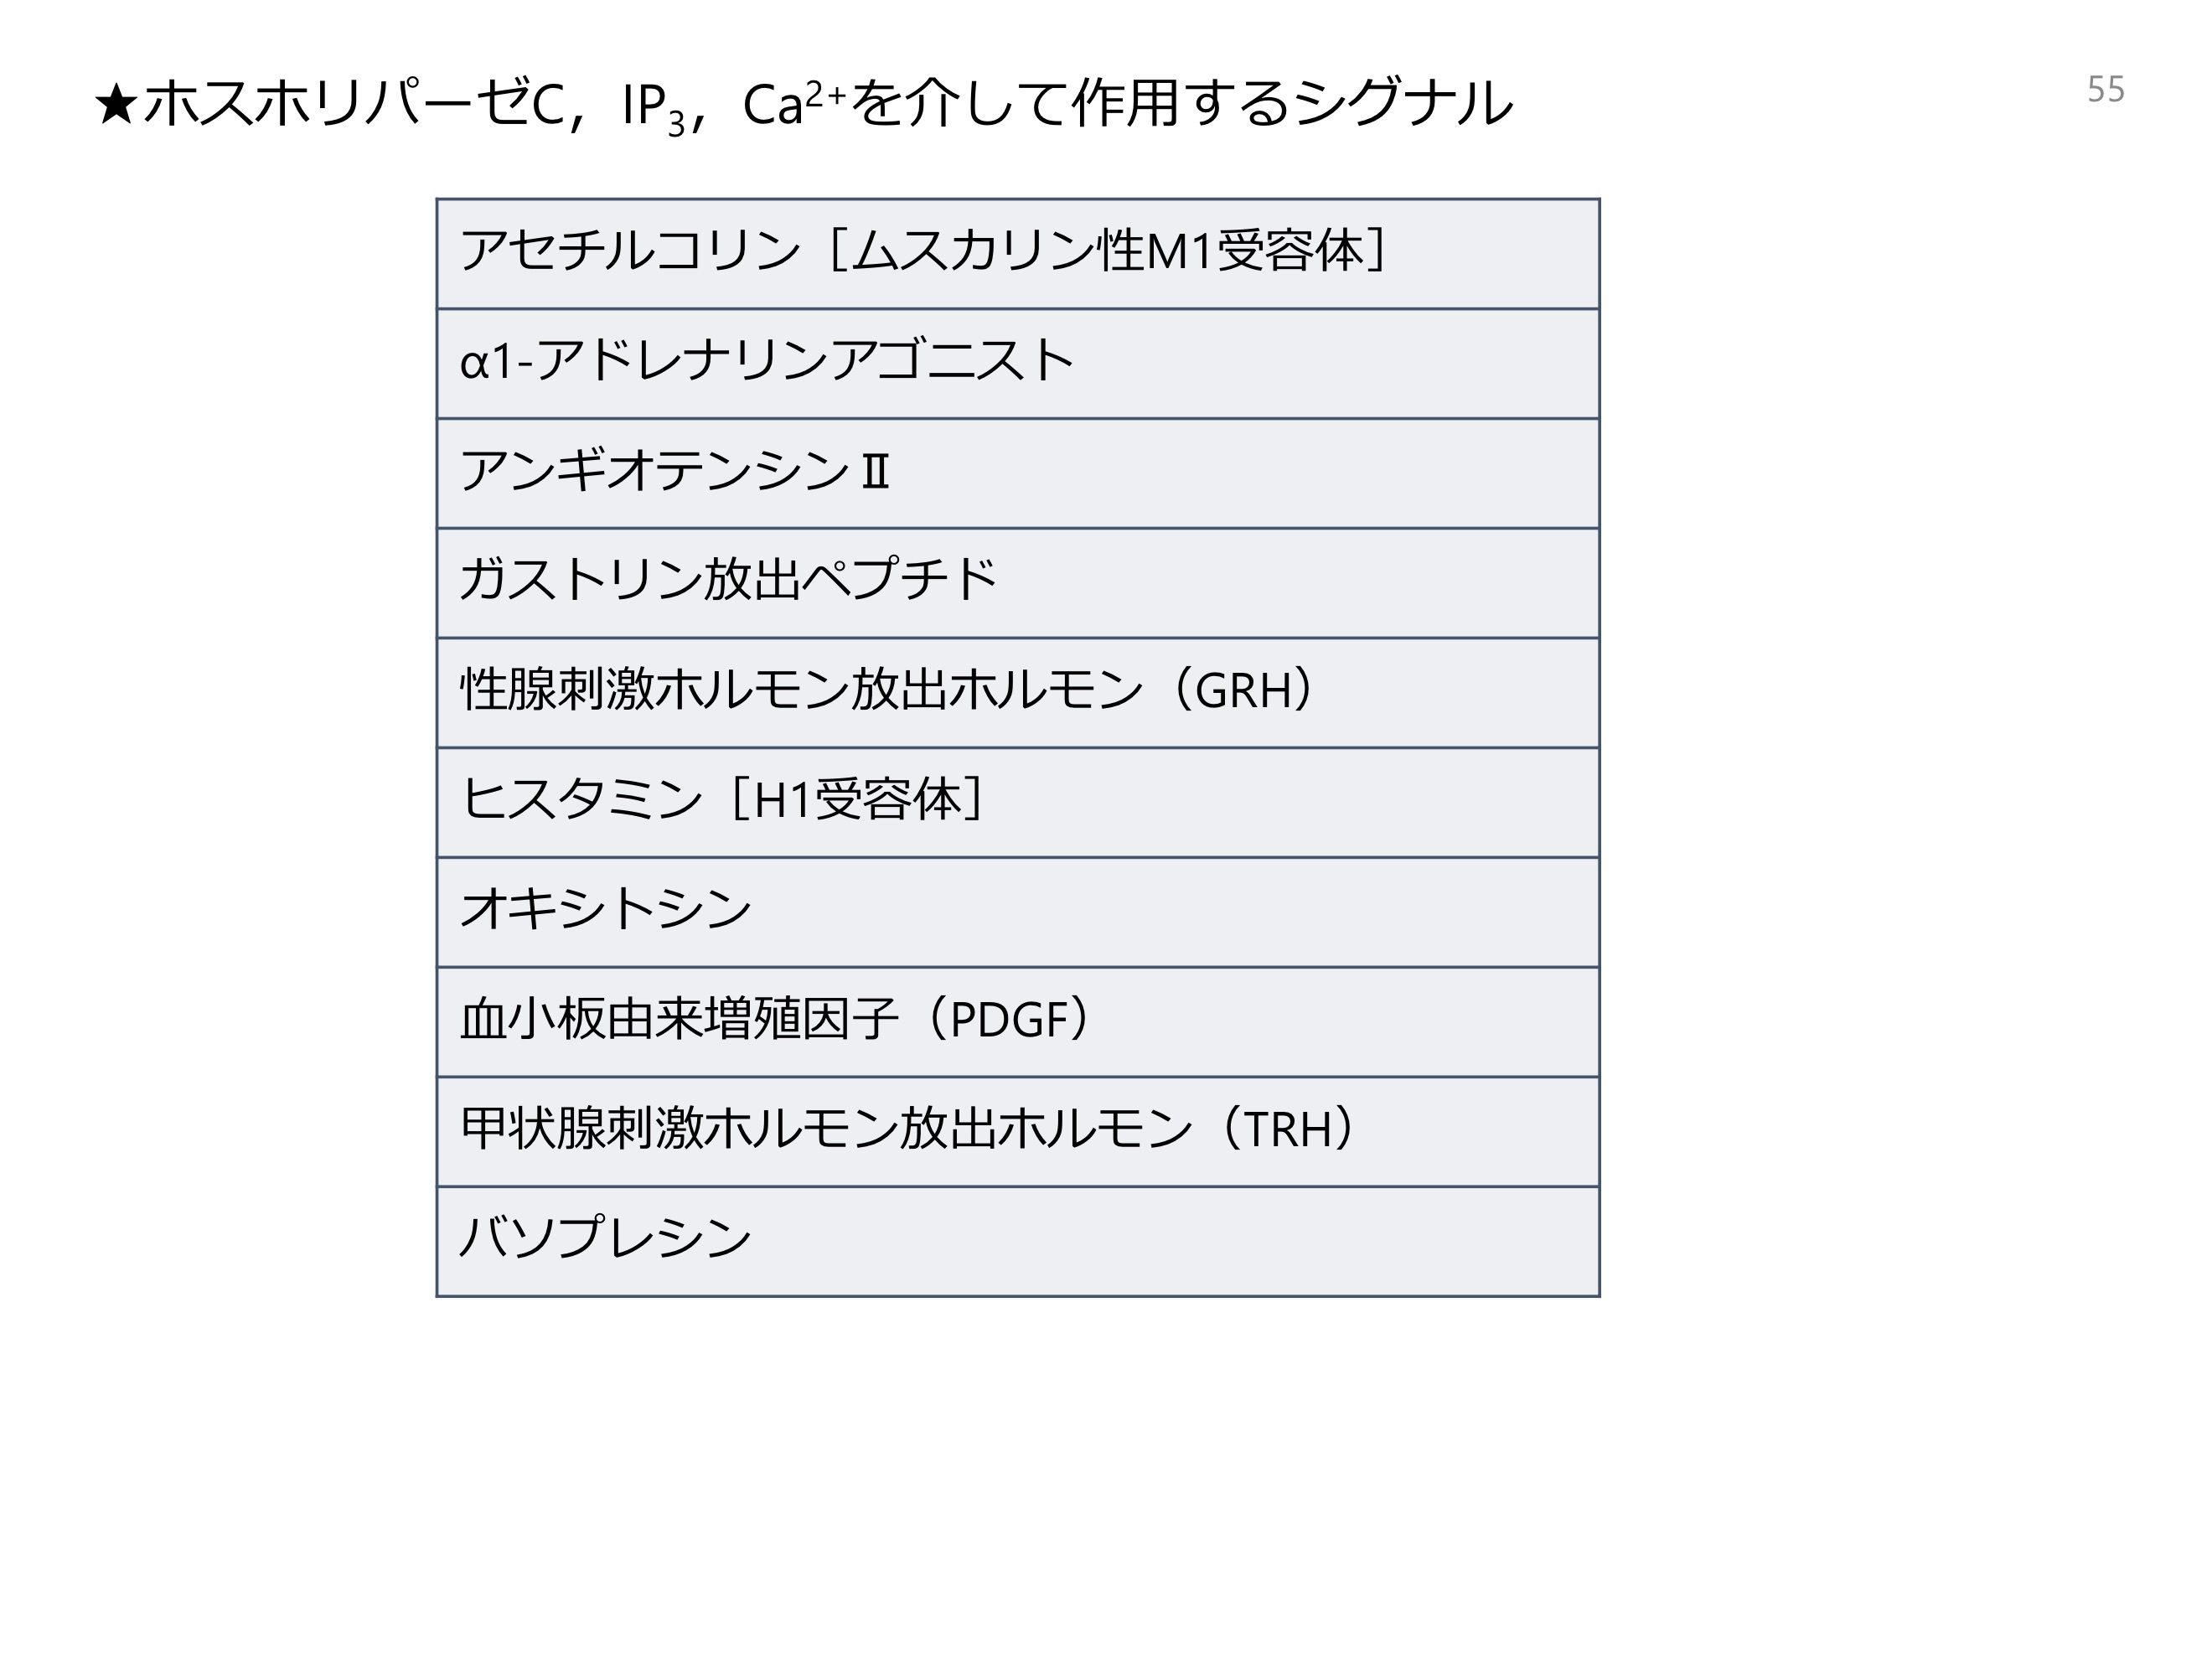 ★ホスホリパーゼC, IP₃, Ca²⁺を介して作用するシグナル
55
アセチルコリン [ムスカリン性M1受容体]
α1-アドレナリンアゴニスト
アンギオテンシン Ⅱ
ガストリン放出ペプチド
性腺刺激ホルモン放出ホルモン（GRH）
ヒスタミン [H1受容体]
オキシトシン
血小板由来増殖因子（PDGF）
甲状腺刺激ホルモン放出ホルモン（TRH）
バソプレシン